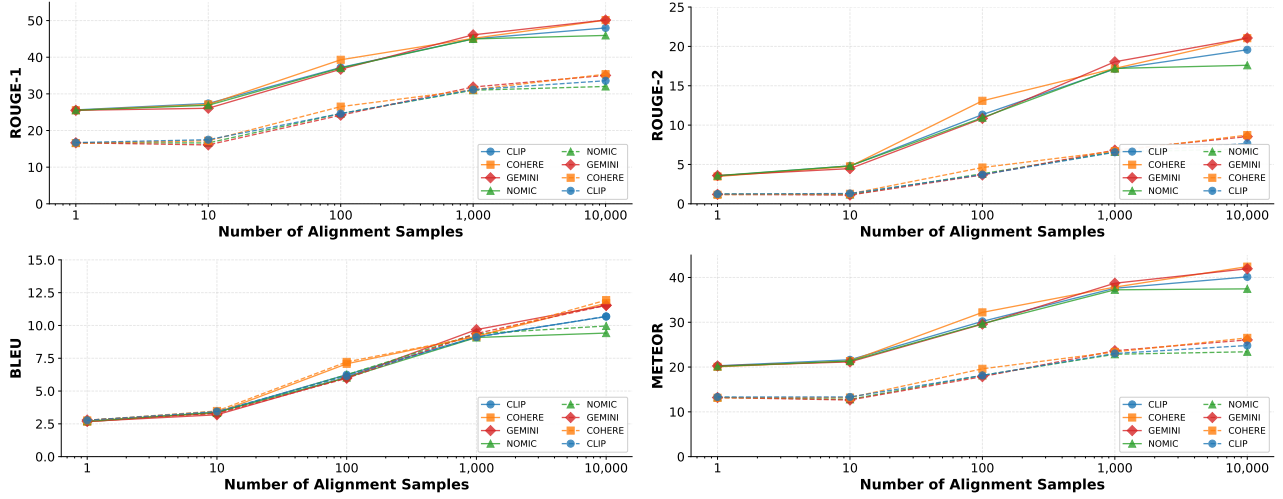 ROUGE-1
50
40
30
20
10
0
1
10
100
1,000
10,000
Number of Alignment Samples
CLIP
COHERE
GEMINI
NOMIC
NOMIC
GEMINI
COHERE
CLIP
ROUGE-2
25
20
15
10
5
0
1
10
100
1,000
10,000
Number of Alignment Samples
CLIP
COHERE
GEMINI
NOMIC
NOMIC
GEMINI
COHERE
CLIP
BLEU
15.0
12.5
10.0
7.5
5.0
2.5
0.0
1
10
100
1,000
10,000
Number of Alignment Samples
CLIP
COHERE
GEMINI
NOMIC
NOMIC
GEMINI
COHERE
CLIP
METEOR
40
30
20
10
0
1
10
100
1,000
10,000
Number of Alignment Samples
CLIP
COHERE
GEMINI
NOMIC
NOMIC
GEMINI
COHERE
CLIP